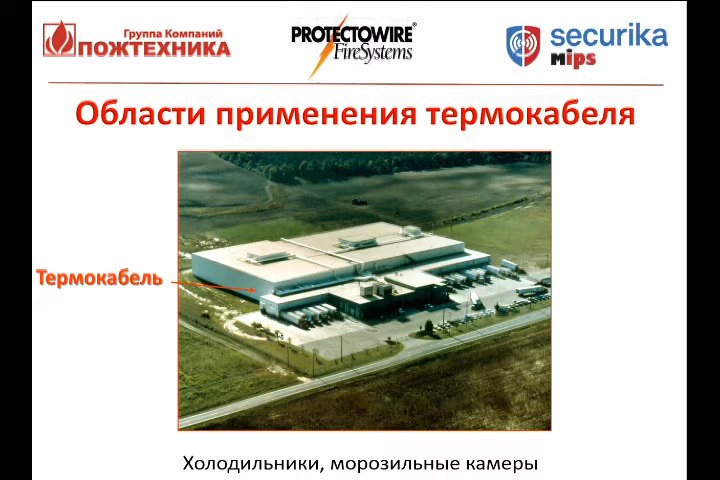 Группа Компаний
ПОЖТЕХНИКА
PROTECTOWIRE®
FireSystems
securika
Mips
Области применения термокабеля
Термокабель
Холодильники, морозильные камеры